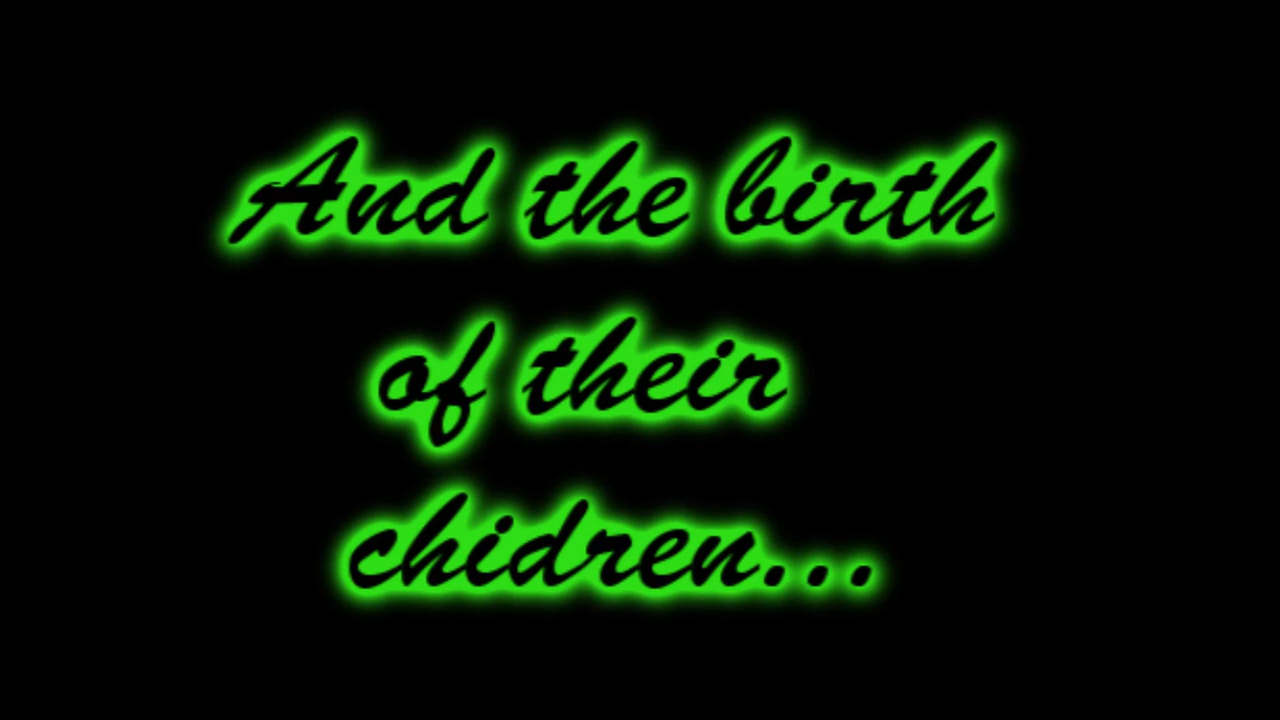 And the birth
of their
chidren...